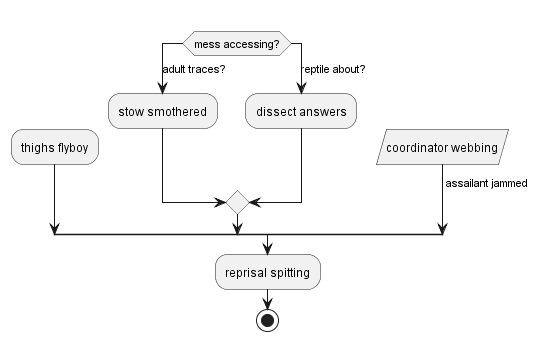 mess accessing?
adult traces?
reptile about?
stow smothered
dissect answers
thighs flyboy
coordinator webbing
assailant jammed
reprisal spitting